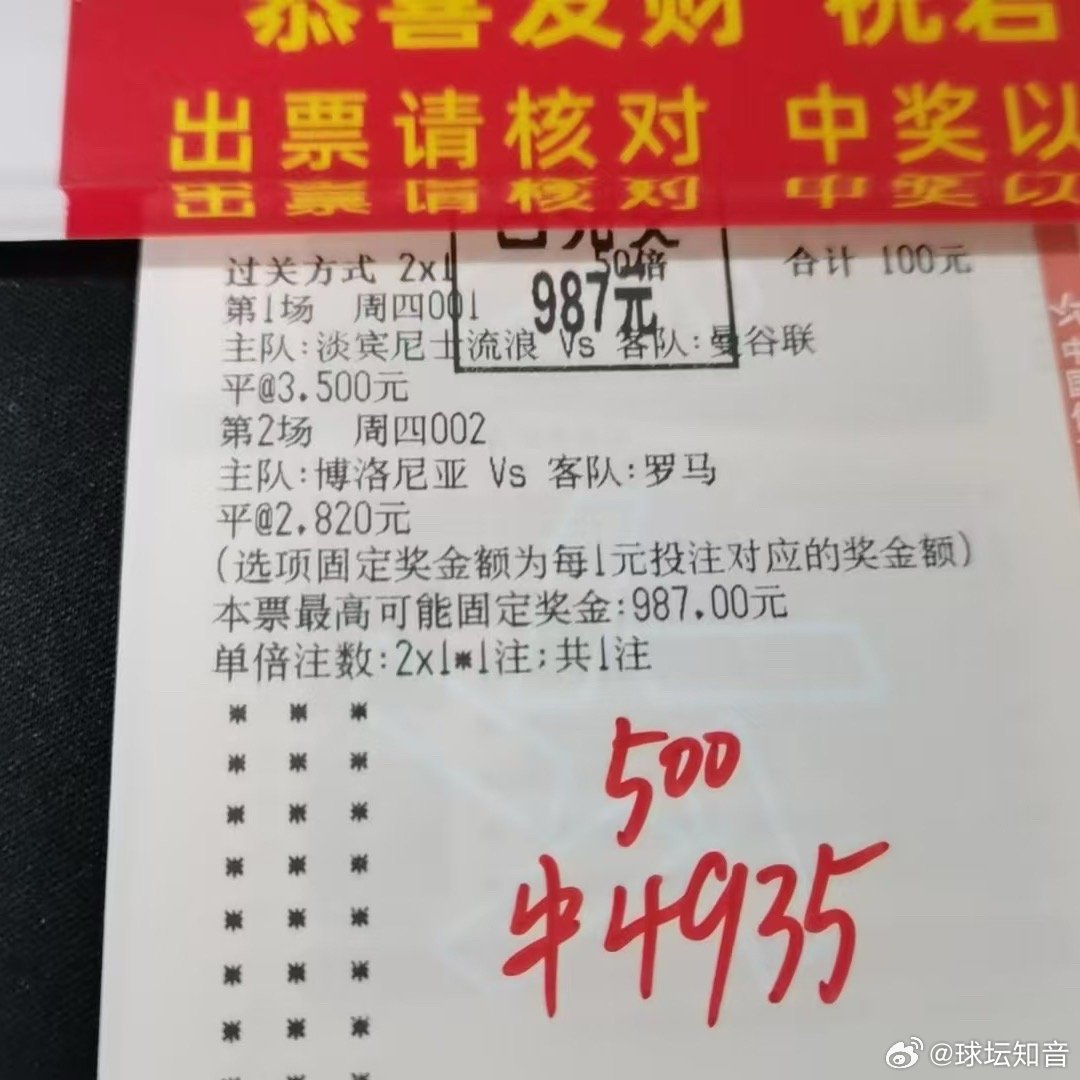 恭喜发财 祝君
出票请核对 中奖以
出票请核对 中奖以
过关方式 2x1 50倍 合计 100元
987元
第1场 周四001
主队:淡宾尼士流浪 Vs 客队:曼谷联
平@3.500元
第2场 周四002
主队:博洛尼亚 Vs 客队:罗马
平@2.820元
(选项固定奖金额为每1元投注对应的奖金额)
本票最高可能固定奖金:987.00元
单倍注数:2x1*1注;共1注
500
中4935
中国
@球坛知音